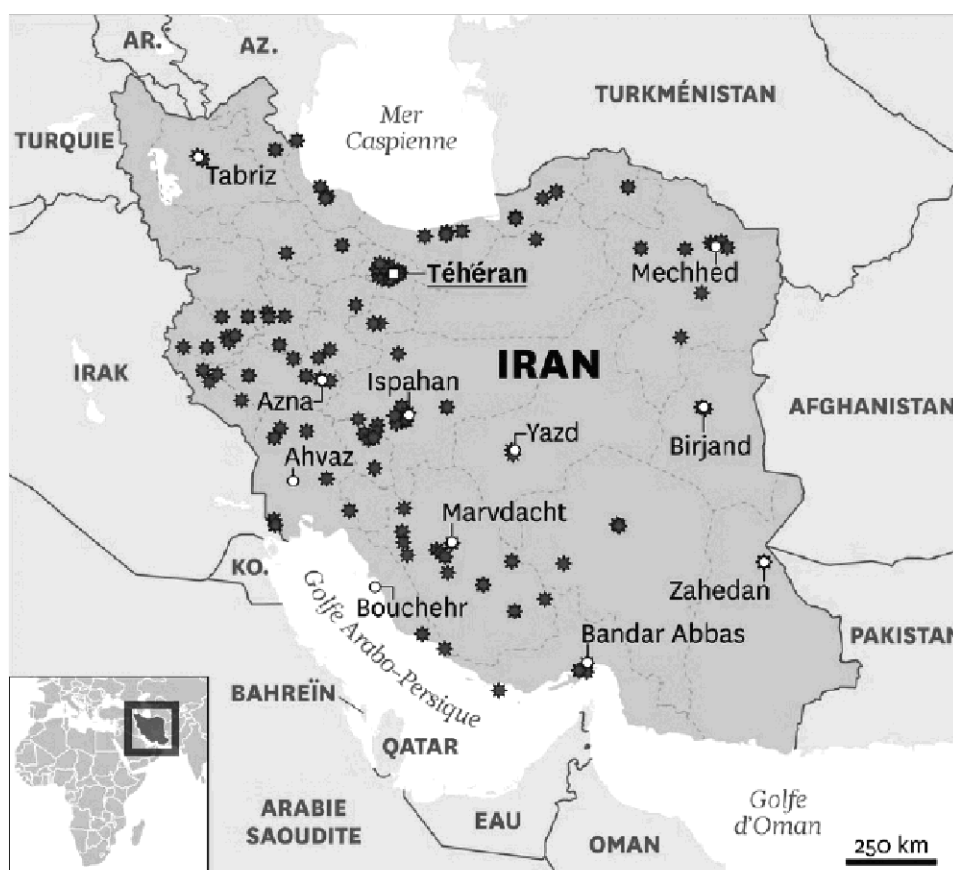 AR.
AZ.
TURKMÉNISTAN
Mer
Caspienne
TURQUIE
Tabriz
Téhéran
Mechhed
IRAN
IRAK
Ispahan
Azna
AFGHANISTAN
Yazd
Birjand
Ahvaz
Marvdacht
KO.
Zahedan
Bouchehr
Golfe Arabo-Persique
Bandar Abbas
PAKISTAN
BAHREÏN
QATAR
ARABIE
SAOUDITE
EAU
OMAN
Golfe
d'Oman
250 km